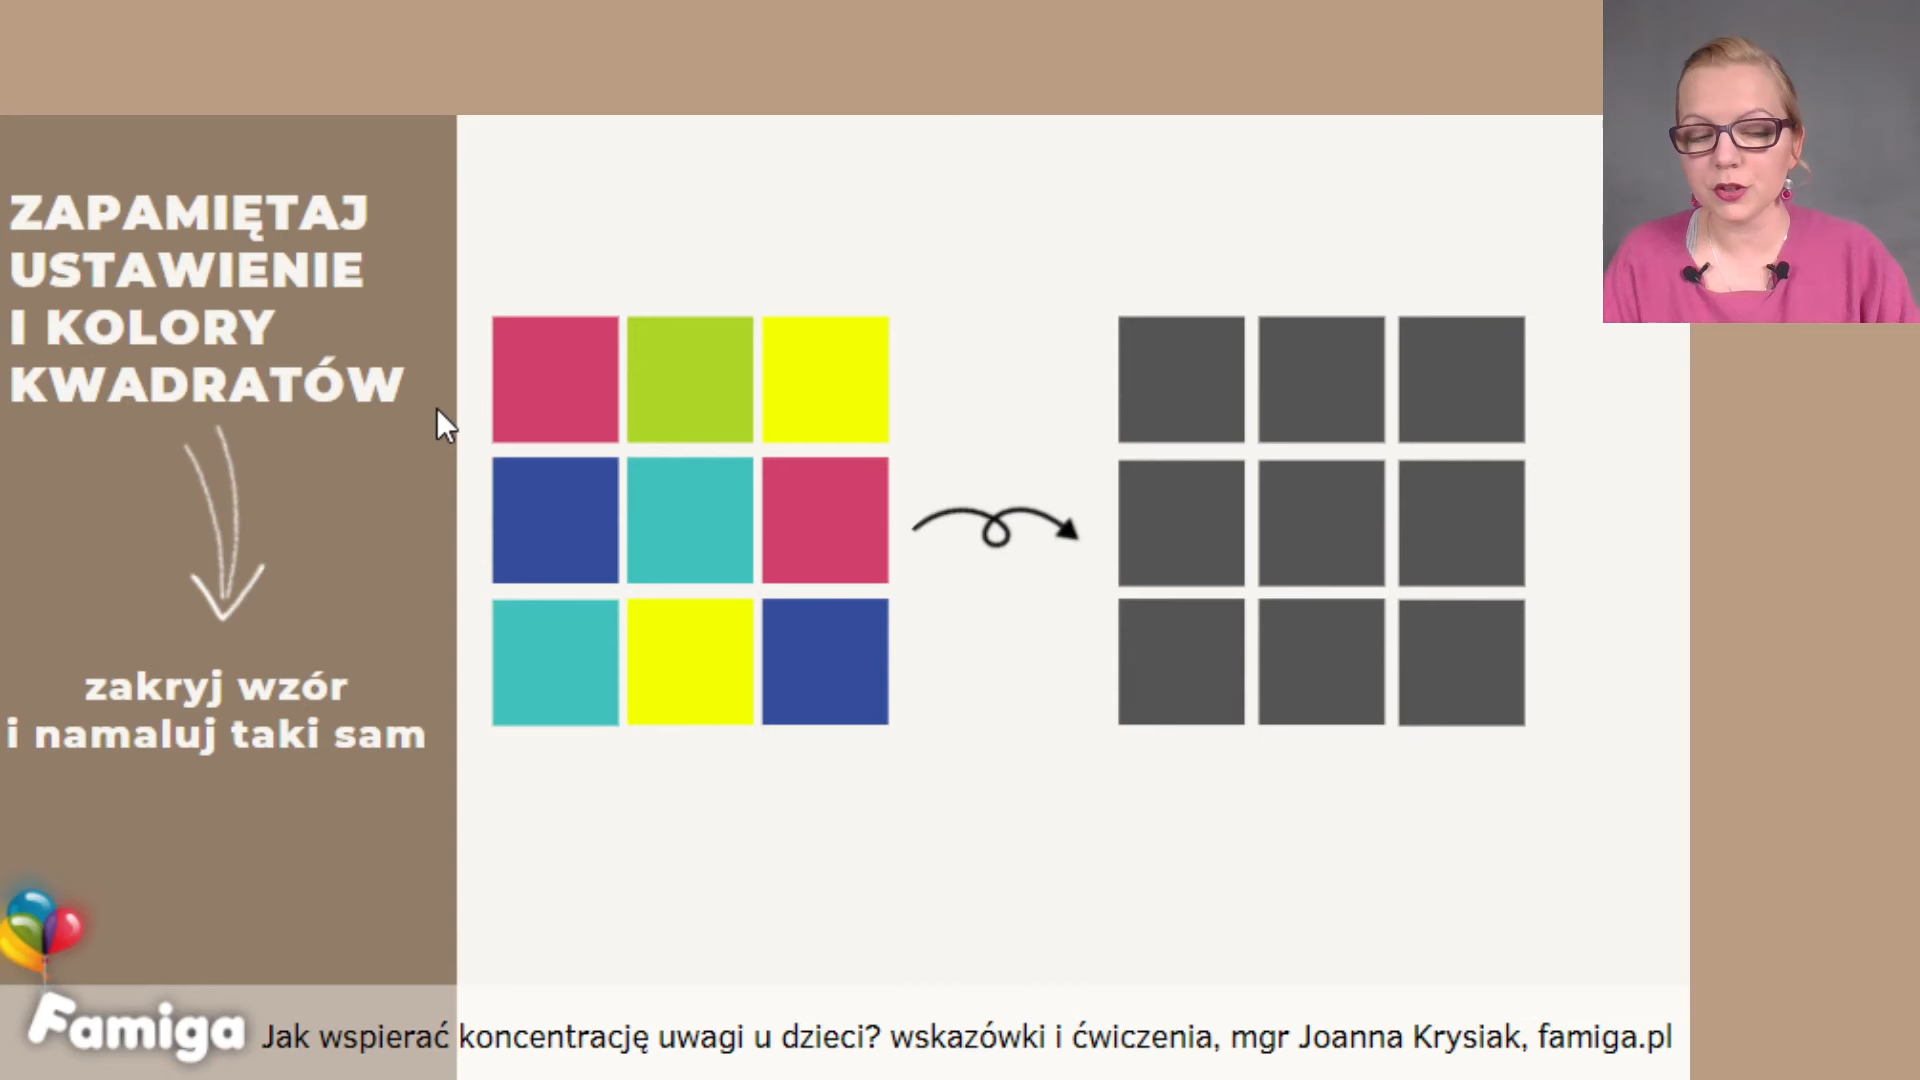 ZAPAMIĘTAJ
USTAWIENIE
I KOLORY
KWADRATÓW
zakryj wzór
i namaluj taki sam
Famiga
Jak wspierać koncentrację uwagi u dzieci? wskazówki i ćwiczenia, mgr Joanna Krysiak, famiga.pl